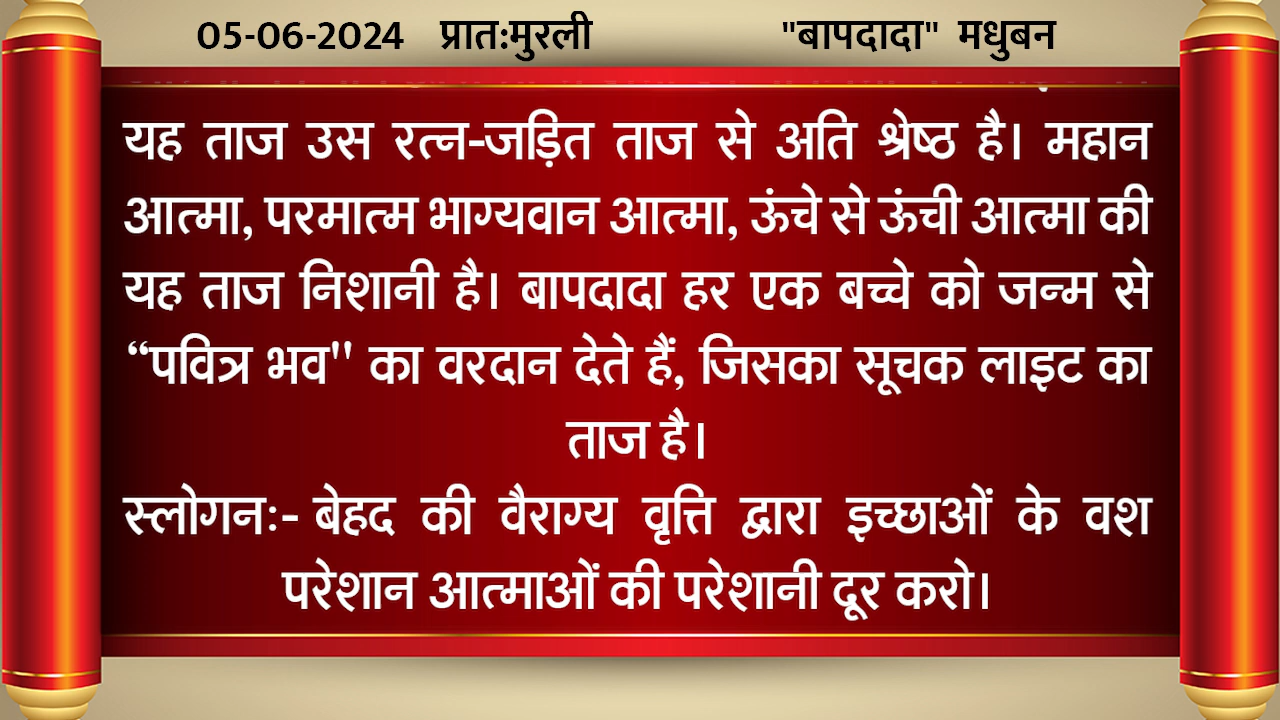 05-06-2024 प्रात:मुरली "बापदादा" मधुबन
यह ताज उस रत्न-जड़ित ताज से अति श्रेष्ठ है। महान
आत्मा, परमात्म भाग्यवान आत्मा, ऊंचे से ऊंची आत्मा की
यह ताज निशानी है। बापदादा हर एक बच्चे को जन्म से
“पवित्र भव" का वरदान देते हैं, जिसका सूचक लाइट का
ताज है।
स्लोगन:- बेहद की वैराग्य वृत्ति द्वारा इच्छाओं के वश
परेशान आत्माओं की परेशानी दूर करो।